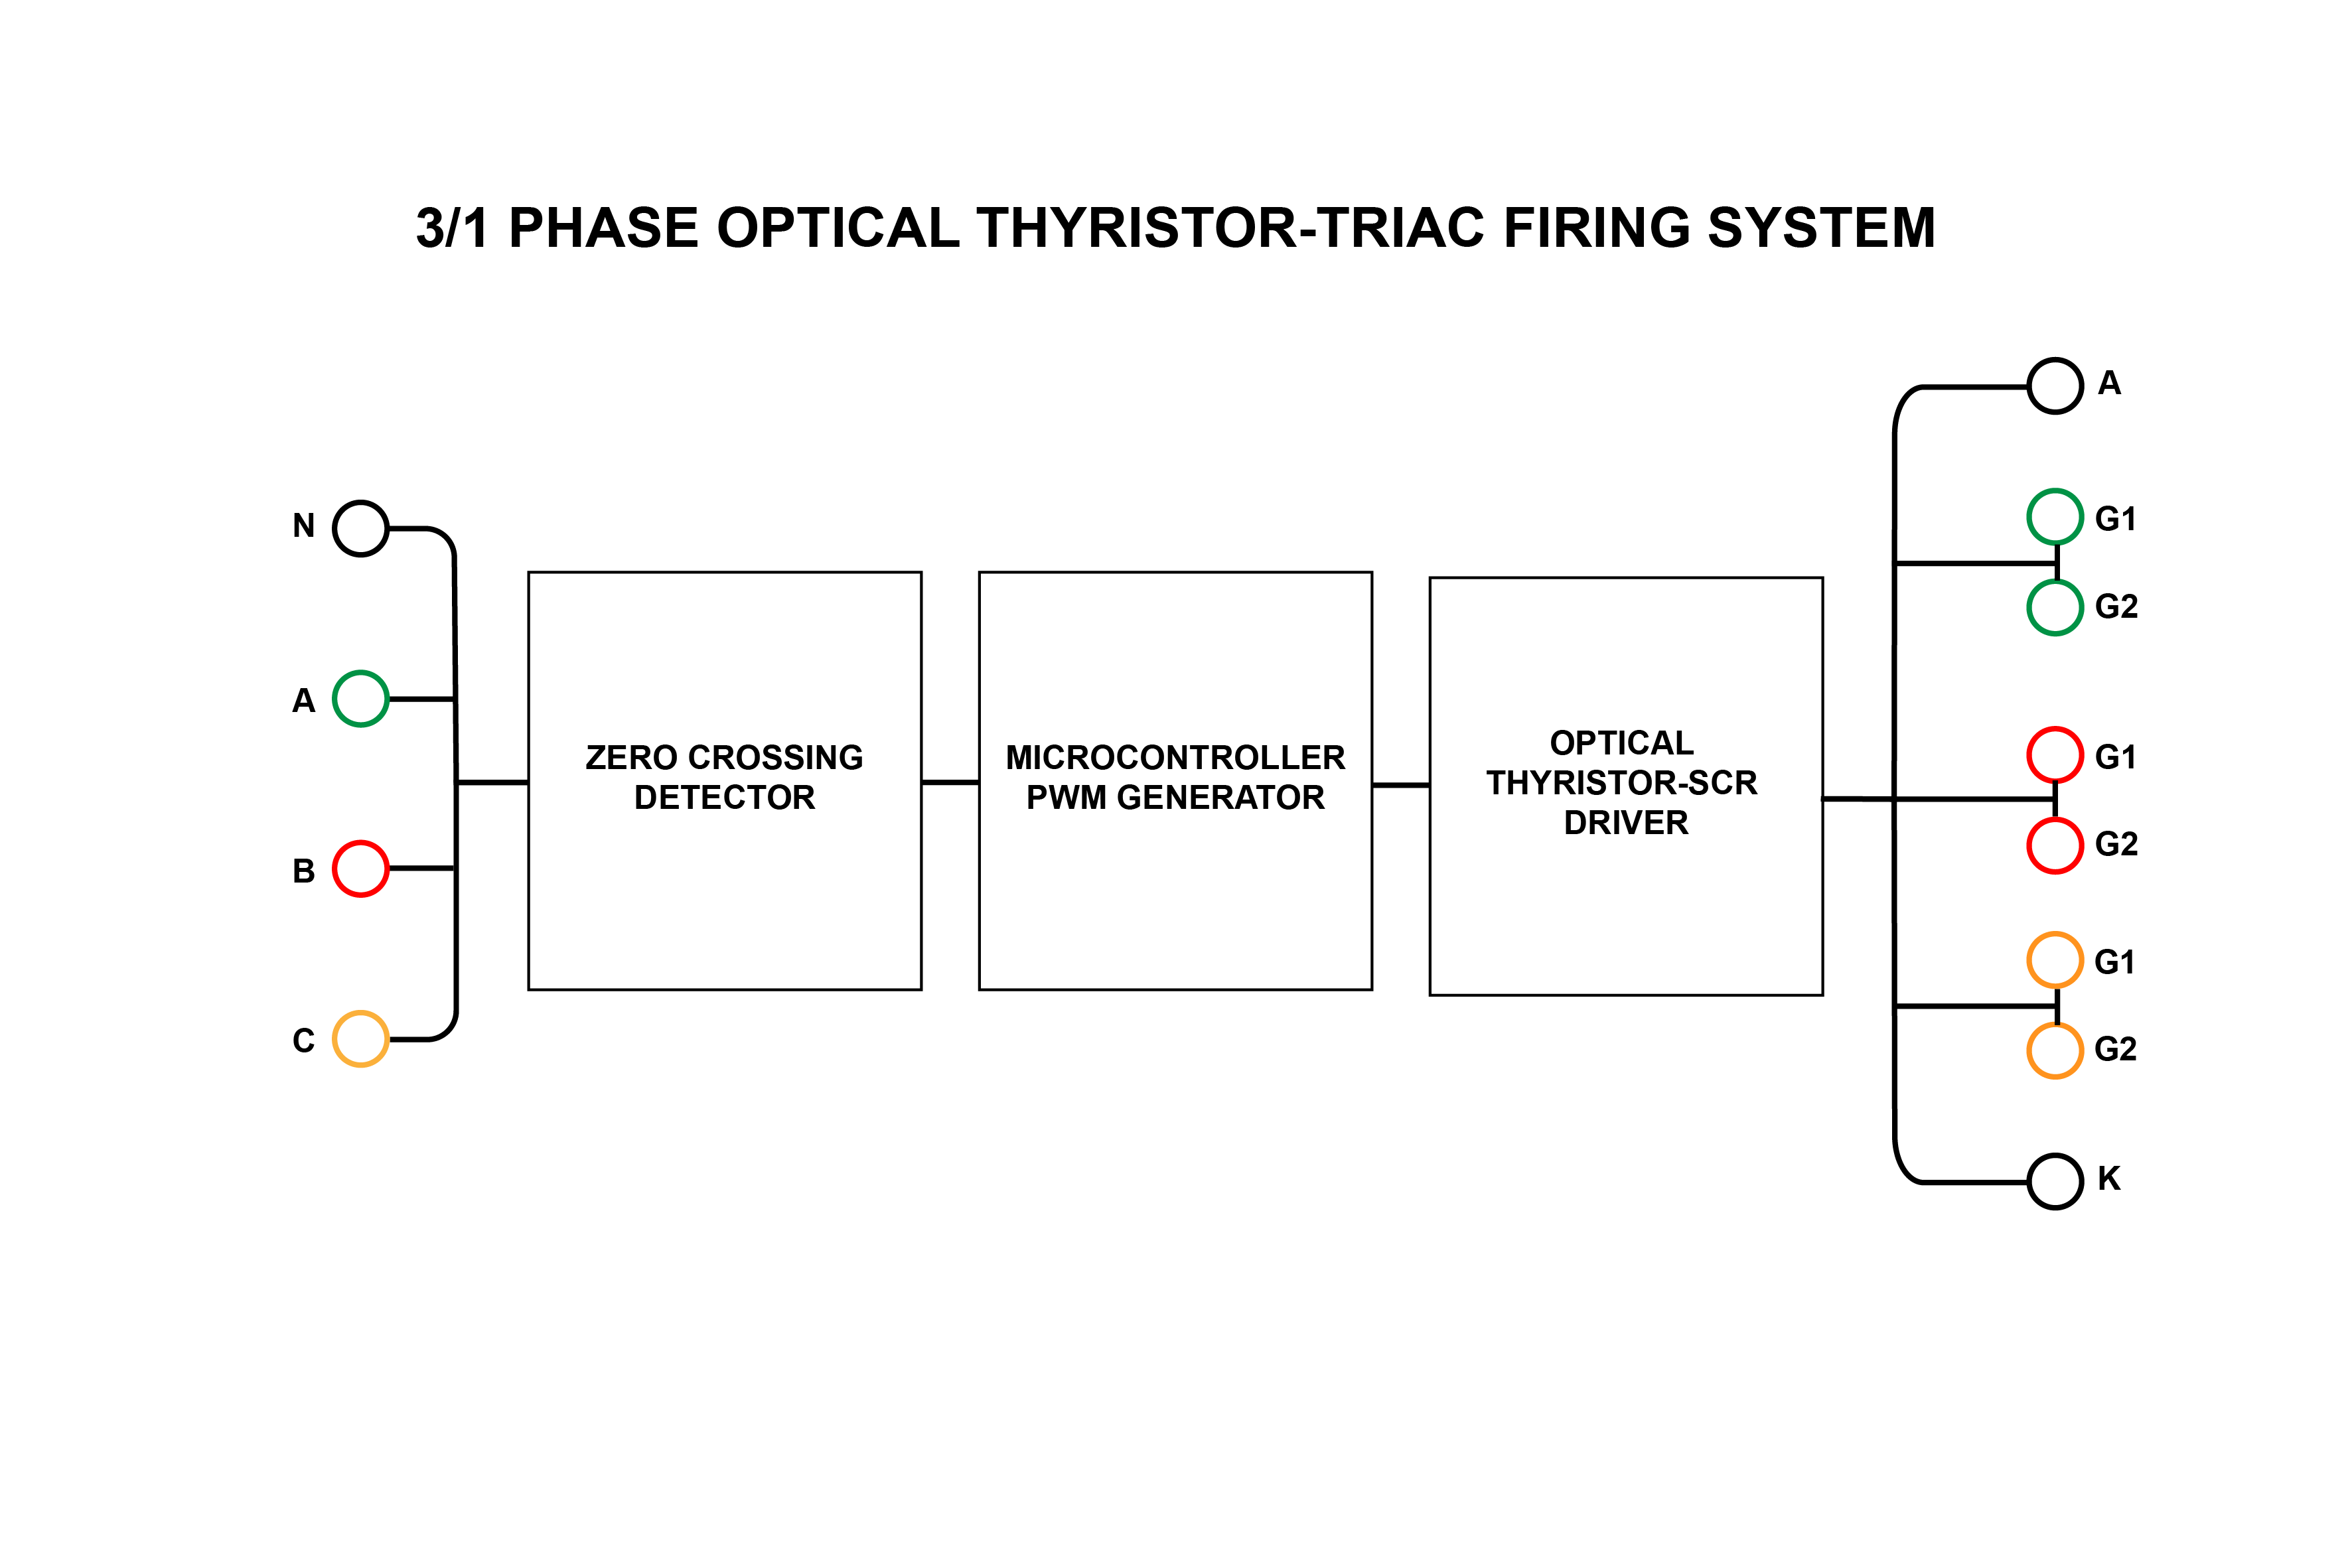 3/1 PHASE OPTICAL THYRISTOR-TRIAC FIRING SYSTEM
N
A
B
C
ZERO CROSSING
DETECTOR
MICROCONTROLLER
PWM GENERATOR
OPTICAL
THYRISTOR-SCR
DRIVER
A
G1
G2
G1
G2
G1
G2
K